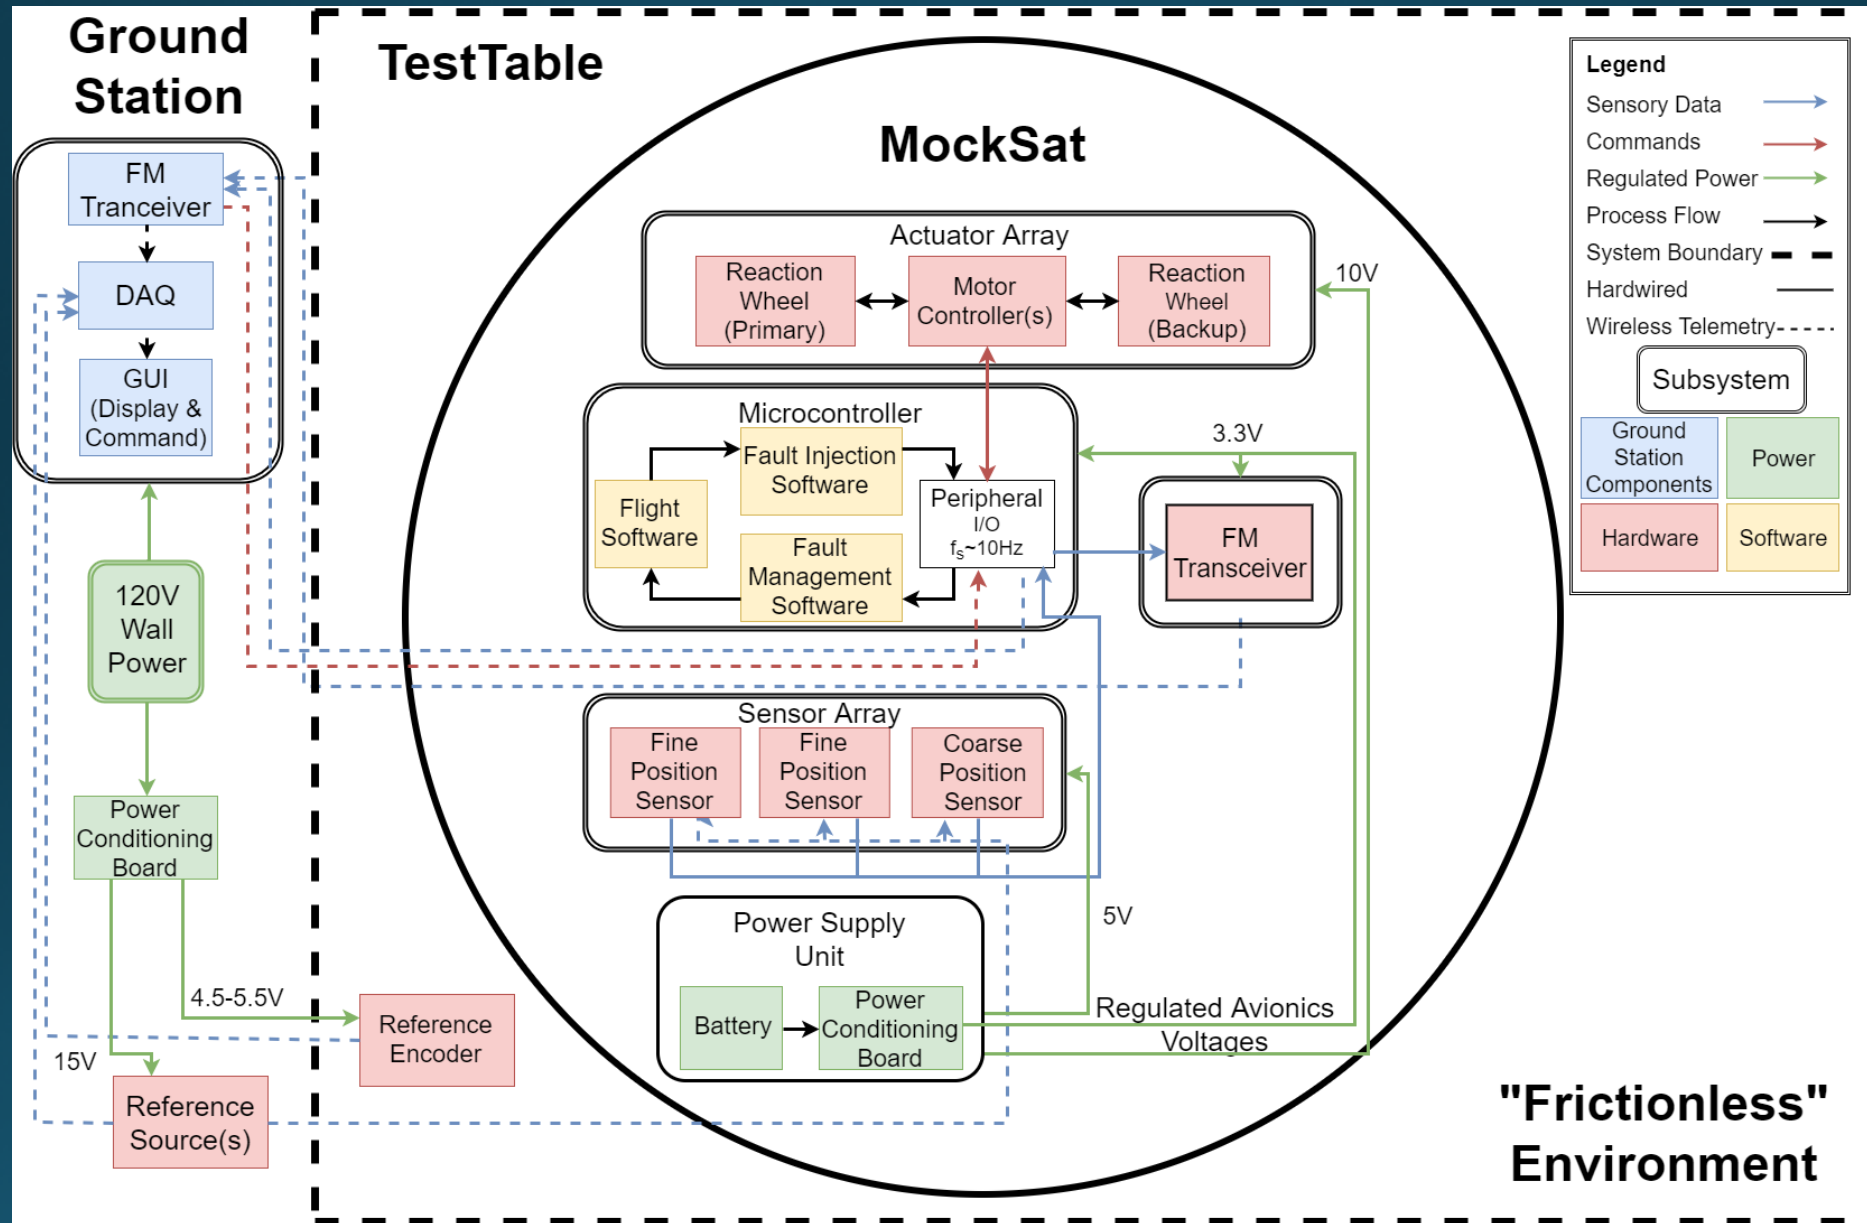 Ground
Station
FM
Tranceiver
DAQ
GUI
(Display &
Command)
120V
Wall
Power
Power
Conditioning
Board
4.5-5.5V
15V
Reference
Source(s)
Reference
Encoder
TestTable
MockSat
Actuator Array
Reaction
Wheel
(Primary)
Motor
Controller(s)
Reaction
Wheel
(Backup)
10V
Microcontroller
Fault Injection
Software
Flight
Software
Fault
Management
Software
Peripheral
I/O
fs~10Hz
3.3V
FM
Transceiver
Sensor Array
Fine
Position
Sensor
Fine
Position
Sensor
Coarse
Position
Sensor
5V
Power Supply
Unit
Battery
Power
Conditioning
Board
Regulated Avionics
Voltages
"Frictionless"
Environment
Legend
Sensory Data
Commands
Regulated Power
Process Flow
System Boundary
Hardwired
Wireless Telemetry
Subsystem
Ground
Station
Components
Power
Hardware
Software